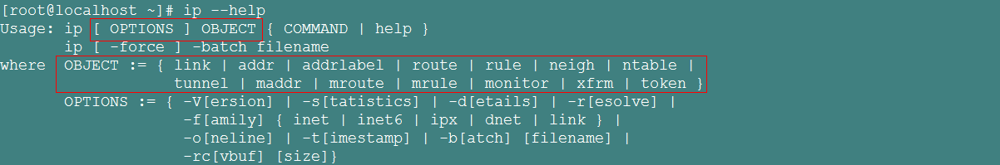 [root@localhost ~]# ip --help
Usage: ip [ OPTIONS ] OBJECT { COMMAND | help }
       ip [ -force ] -batch filename
where  OBJECT := { link | addr | addrlabel | route | rule | neigh | ntable |
                   tunnel | maddr | mroute | mrule | monitor | xfrm | token }
       OPTIONS := { -V[ersion] | -s[tatistics] | -d[etails] | -r[esolve] |
                    -f[amily] { inet | inet6 | ipx | dnet | link } |
                    -o[neline] | -t[imestamp] | -b[atch] [filename] |
                    -rc[vbuf] [size]}